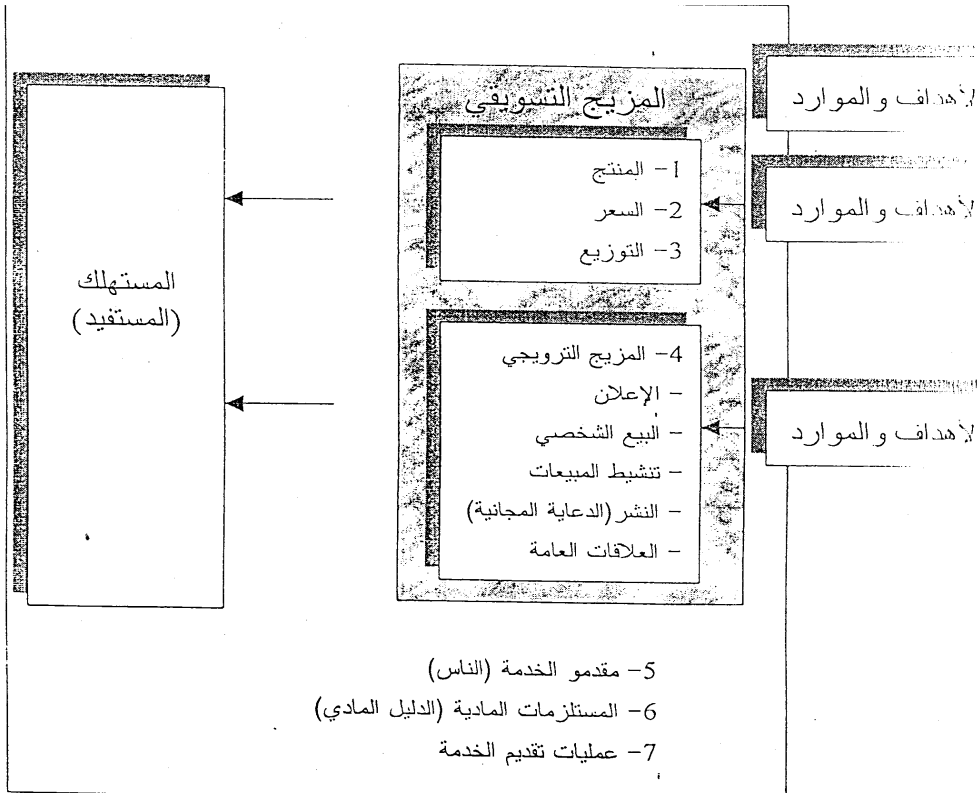 الأهداف والموارد
الأهداف والموارد
الأهداف والموارد
المزيج التسويقي
1- المنتج
2- السعر
3- التوزيع
4- المزيج الترويجي
- الإعلان
- البيع الشخصي
- تنشيط المبيعات
- النشر (الدعاية المجانية)
- العلاقات العامة
المستهلك
(المستفيد)
5- مقدمو الخدمة (الناس)
6- المستلزمات المادية (الدليل المادي)
7- عمليات تقديم الخدمة